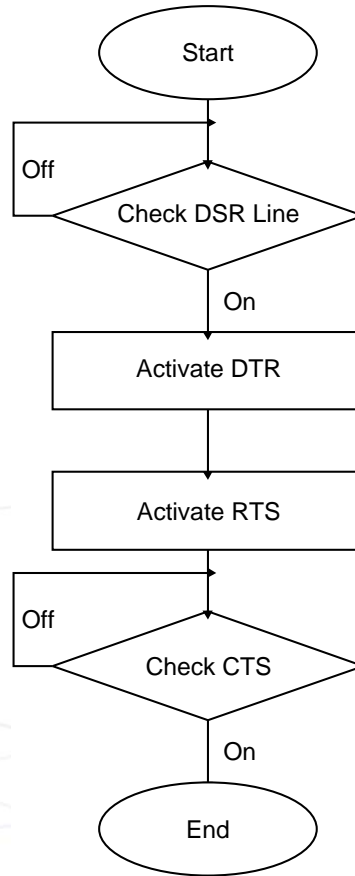 Start
Off
Check DSR Line
On
Activate DTR
Activate RTS
Off
Check CTS
On
End